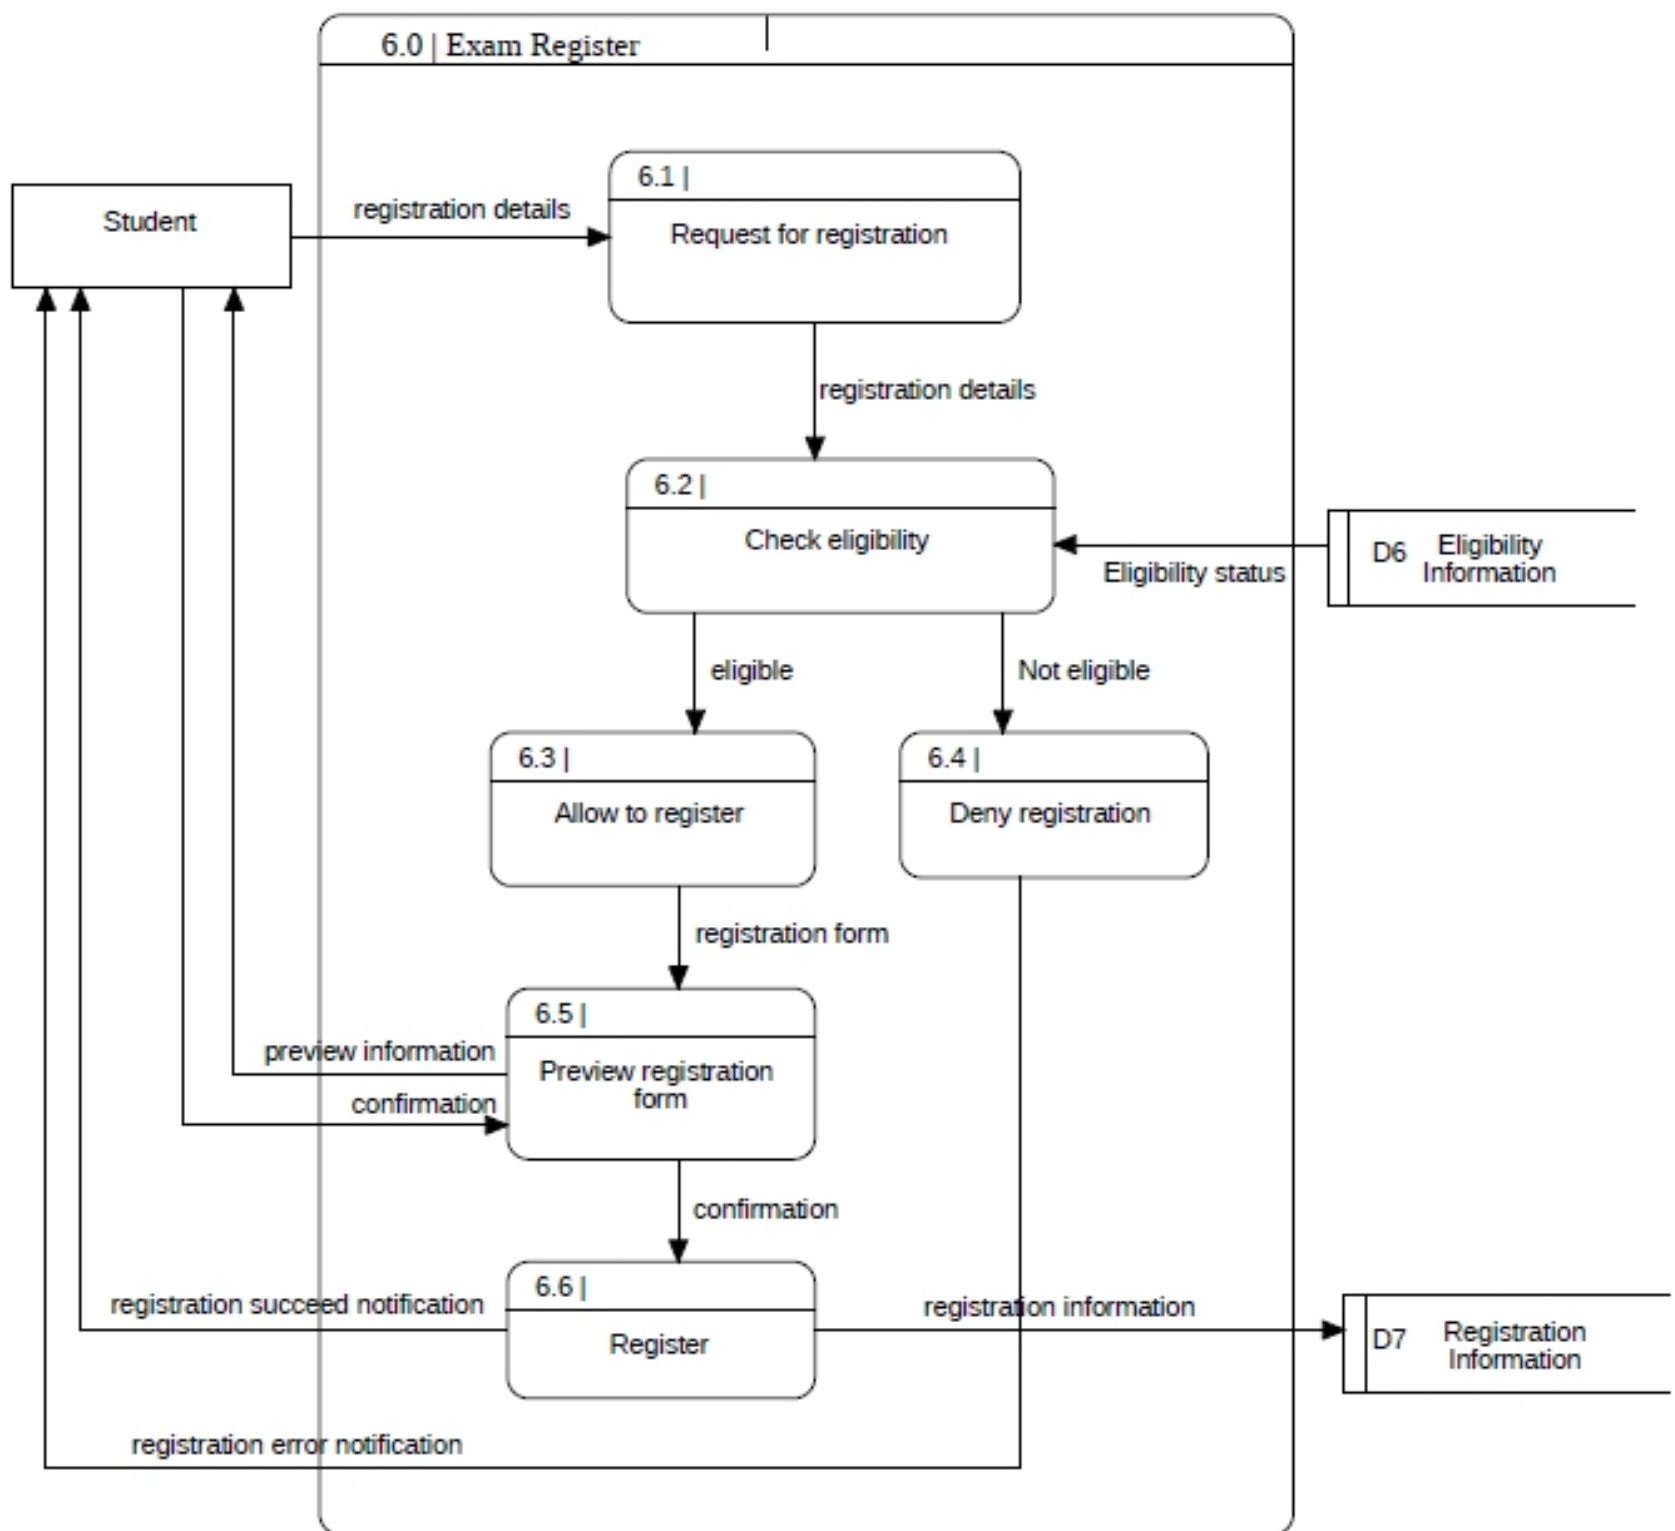 6.0 | Exam Register
6.1 |
Student
registration details
Request for registration
registration details
6.2 |
Check eligibility
D6
Eligibility
Information
Eligibility status
eligible
Not eligible
6.3 |
6.4 |
Allow to register
Deny registration
registration form
6.5 |
preview information
Preview registration
form
confirmation
confirmation
6.6 |
registration succeed notification
registration information
Register
D7
Registration
Information
registration error notification